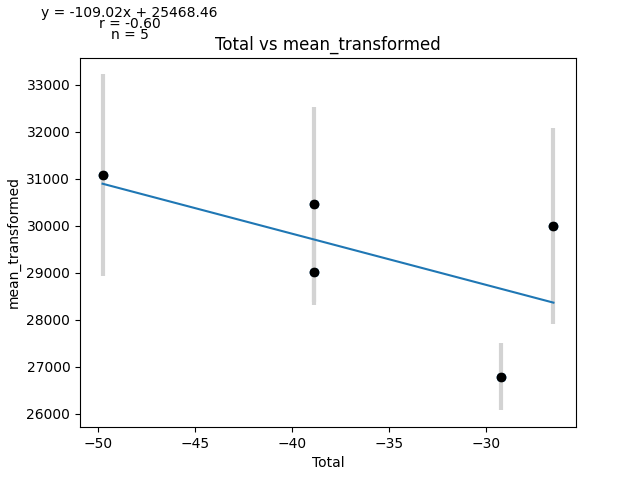 y = -109.02x + 25468.46
r = -0.60
n = 5
Total vs mean_transformed
33000
32000
31000
30000
29000
28000
27000
26000
mean_transformed
−50
−45
−40
−35
−30
Total